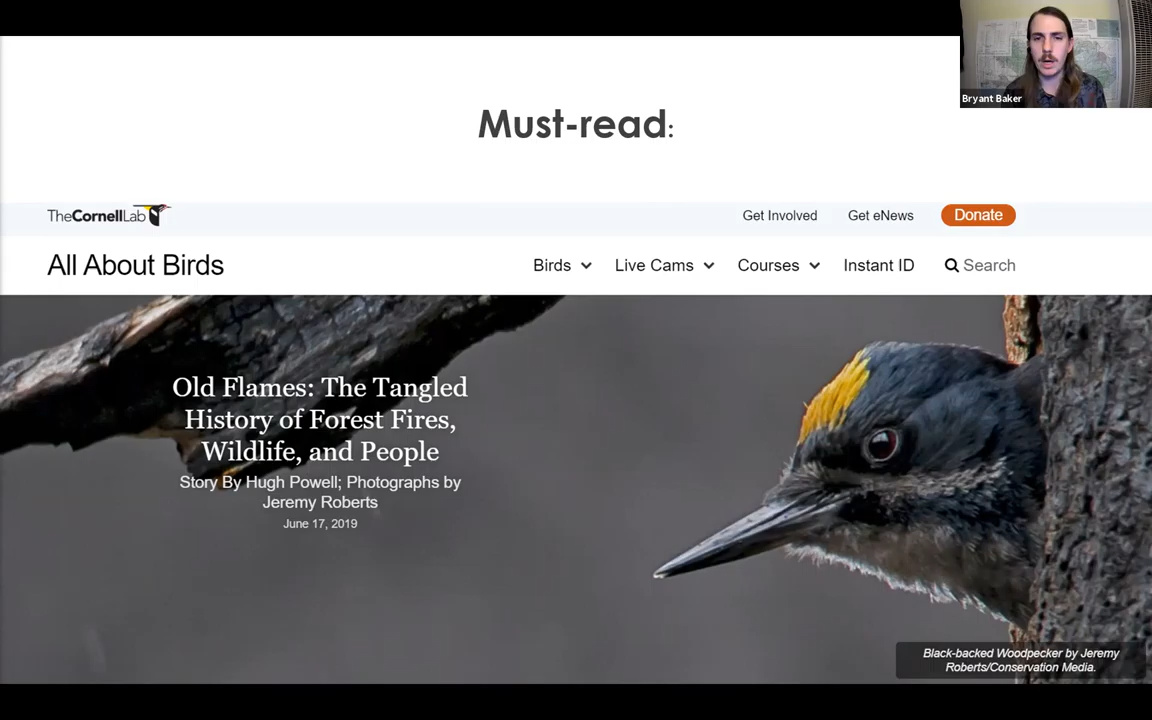 Bryant Baker
Must-read:
TheCornellLab
Get Involved
Get eNews
Donate
All About Birds
Birds
Live Cams
Courses
Instant ID
Search
Old Flames: The Tangled
History of Forest Fires,
Wildlife, and People
Story By Hugh Powell; Photographs by
Jeremy Roberts
June 17, 2019
Black-backed Woodpecker by Jeremy
Roberts/Conservation Media.